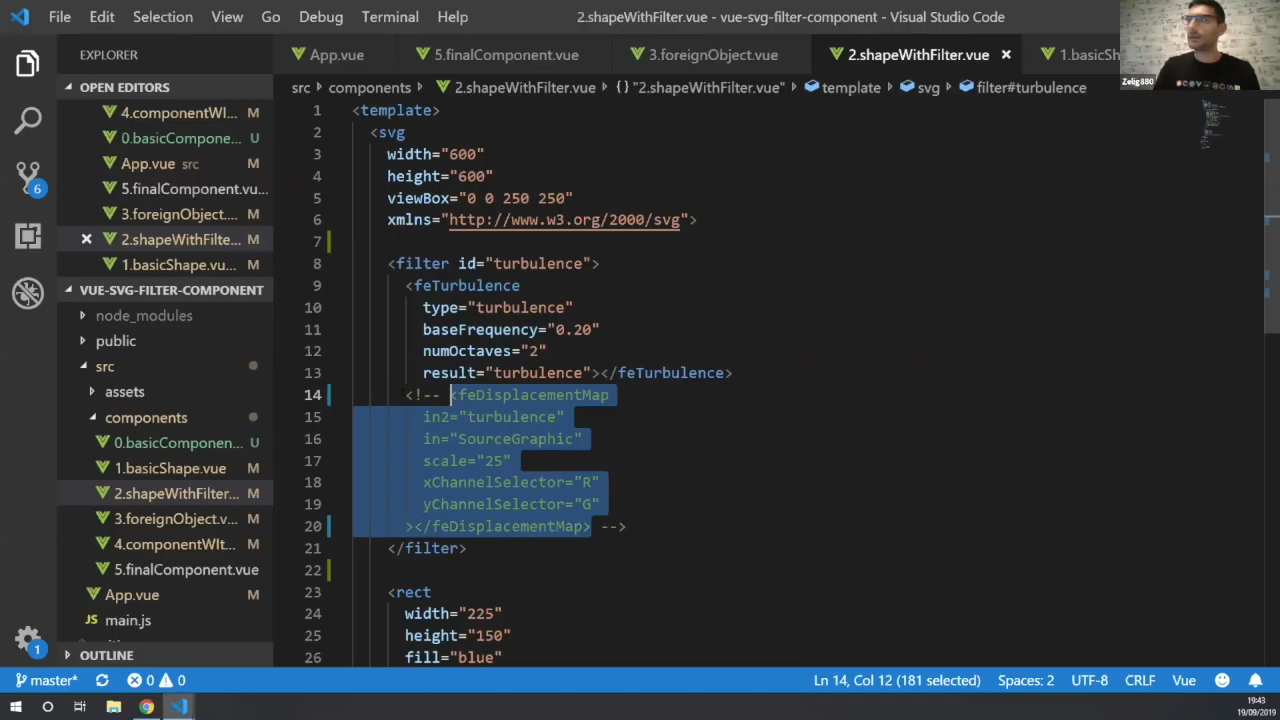 File Edit Selection View Go Debug Terminal Help 2.shapeWithFilter.vue - vue-svg-filter-component - Visual Studio Code
EXPLORER App.vue 5.finalComponent.vue 3.foreignObject.vue 2.shapeWithFilter.vue × 1.basicSh
Zelig880
OPEN EDITORS
src > components > 2.shapeWithFilter.vue > {} "2.shapeWithFilter.vue" > template > svg > filter#turbulence
4.componentWI... M
0.basicCompone... U
App.vue src M
5.finalComponent.vu...
3.foreignObject.... M
2.shapeWithFilte... M
1.basicShape.vu... M
VUE-SVG-FILTER-COMPONENT
node_modules
public
src
assets
components
0.basicComponen... U
1.basicShape.vue M
2.shapeWithFilter... M
3.foreignObject.v... M
4.componentWIt... M
5.finalComponent.vue
App.vue M
main.js
OUTLINE
6
1
1 <template>
2 <svg
3 width="600"
4 height="600"
5 viewBox="0 0 250 250"
6 xmlns="http://www.w3.org/2000/svg">
7
8 <filter id="turbulence">
9 <feTurbulence
10 type="turbulence"
11 baseFrequency="0.20"
12 numOctaves="2"
13 result="turbulence"></feTurbulence>
14 <!-- <feDisplacementMap
15 in2="turbulence"
16 in="SourceGraphic"
17 scale="25"
18 xChannelSelector="R"
19 yChannelSelector="G"
20 ></feDisplacementMap> -->
21 </filter>
22
23 <rect
24 width="225"
25 height="150"
26 fill="blue"
master* 0 0 Ln 14, Col 12 (181 selected) Spaces: 2 UTF-8 CRLF Vue
19:43
19/09/2019